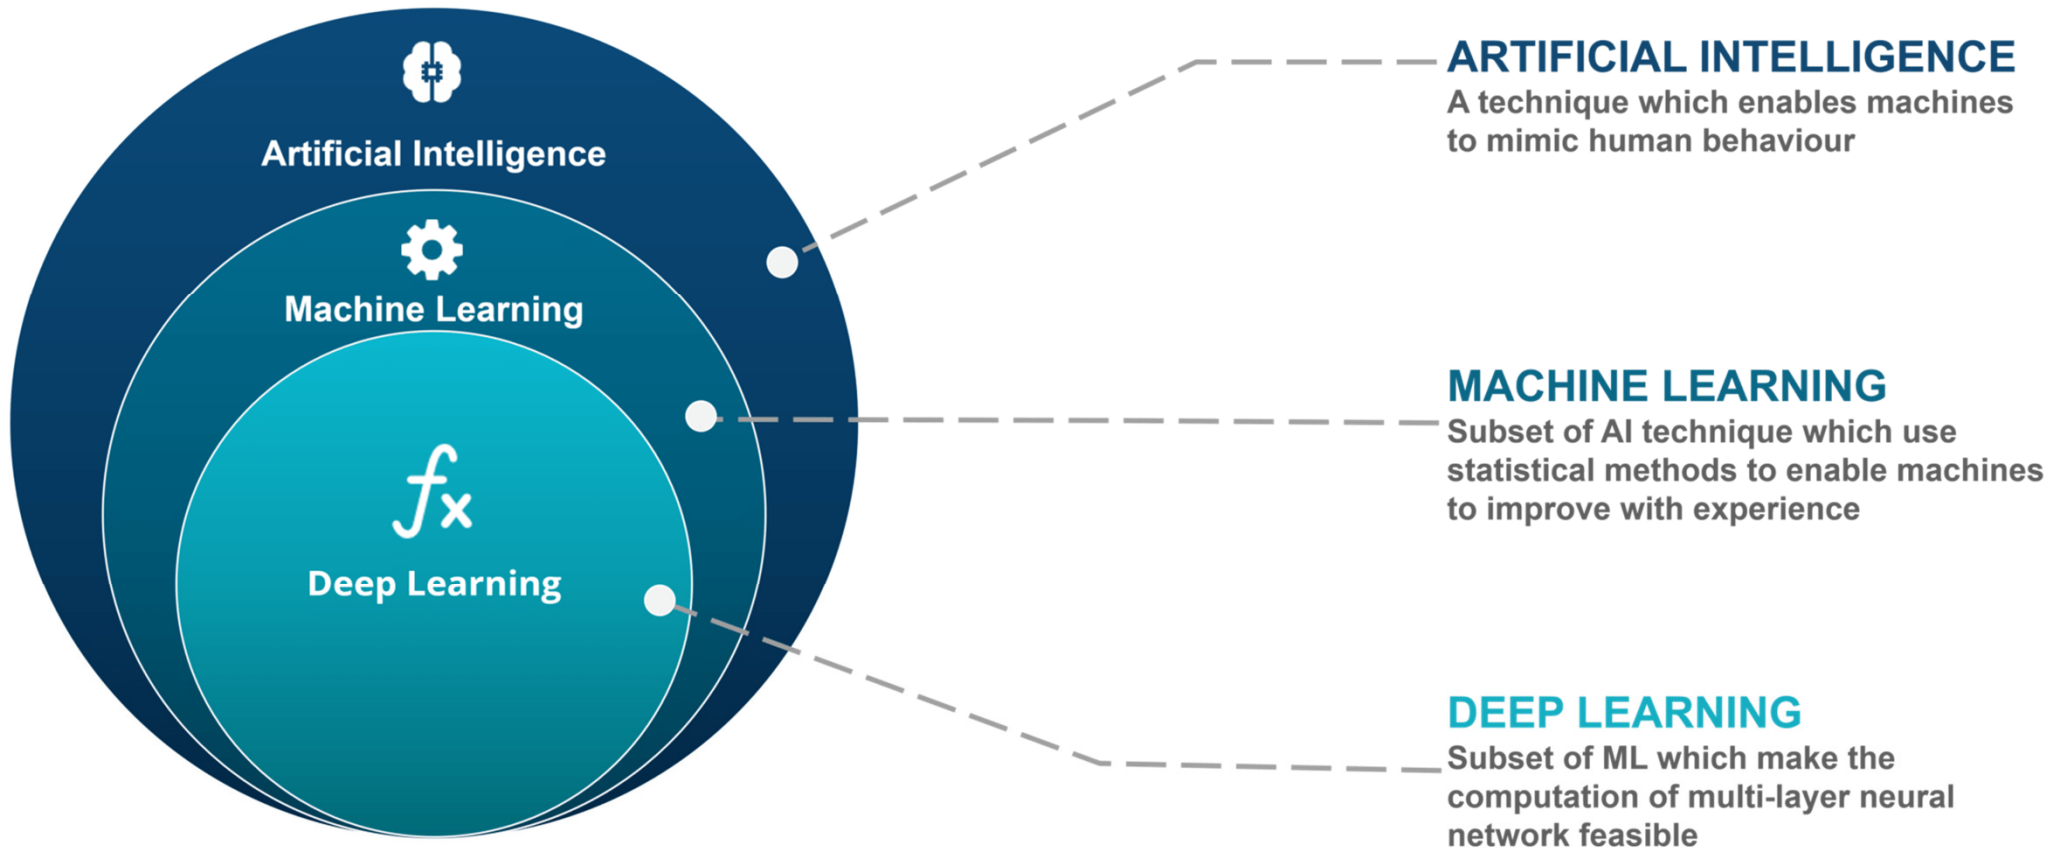 Artificial Intelligence
Machine Learning
fx
Deep Learning
ARTIFICIAL INTELLIGENCE
A technique which enables machines
to mimic human behaviour
MACHINE LEARNING
Subset of AI technique which use
statistical methods to enable machines
to improve with experience
DEEP LEARNING
Subset of ML which make the
computation of multi-layer neural
network feasible